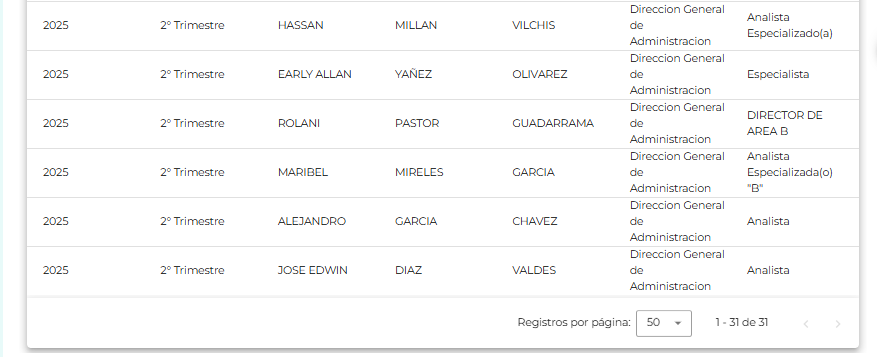 2025 2° Trimestre HASSAN MILLAN VILCHIS Direccion General de Administracion Analista Especializado(a)
2025 2° Trimestre EARLY ALLAN YAÑEZ OLIVAREZ Direccion General de Administracion Especialista
2025 2° Trimestre ROLANI PASTOR GUADARRAMA Direccion General de Administracion DIRECTOR DE AREA B
2025 2° Trimestre MARIBEL MIRELES GARCIA Direccion General de Administracion Analista Especializada(o) "B"
2025 2° Trimestre ALEJANDRO GARCIA CHAVEZ Direccion General de Administracion Analista
2025 2° Trimestre JOSE EDWIN DIAZ VALDES Direccion General de Administracion Analista
Registros por página: 50 1 - 31 de 31